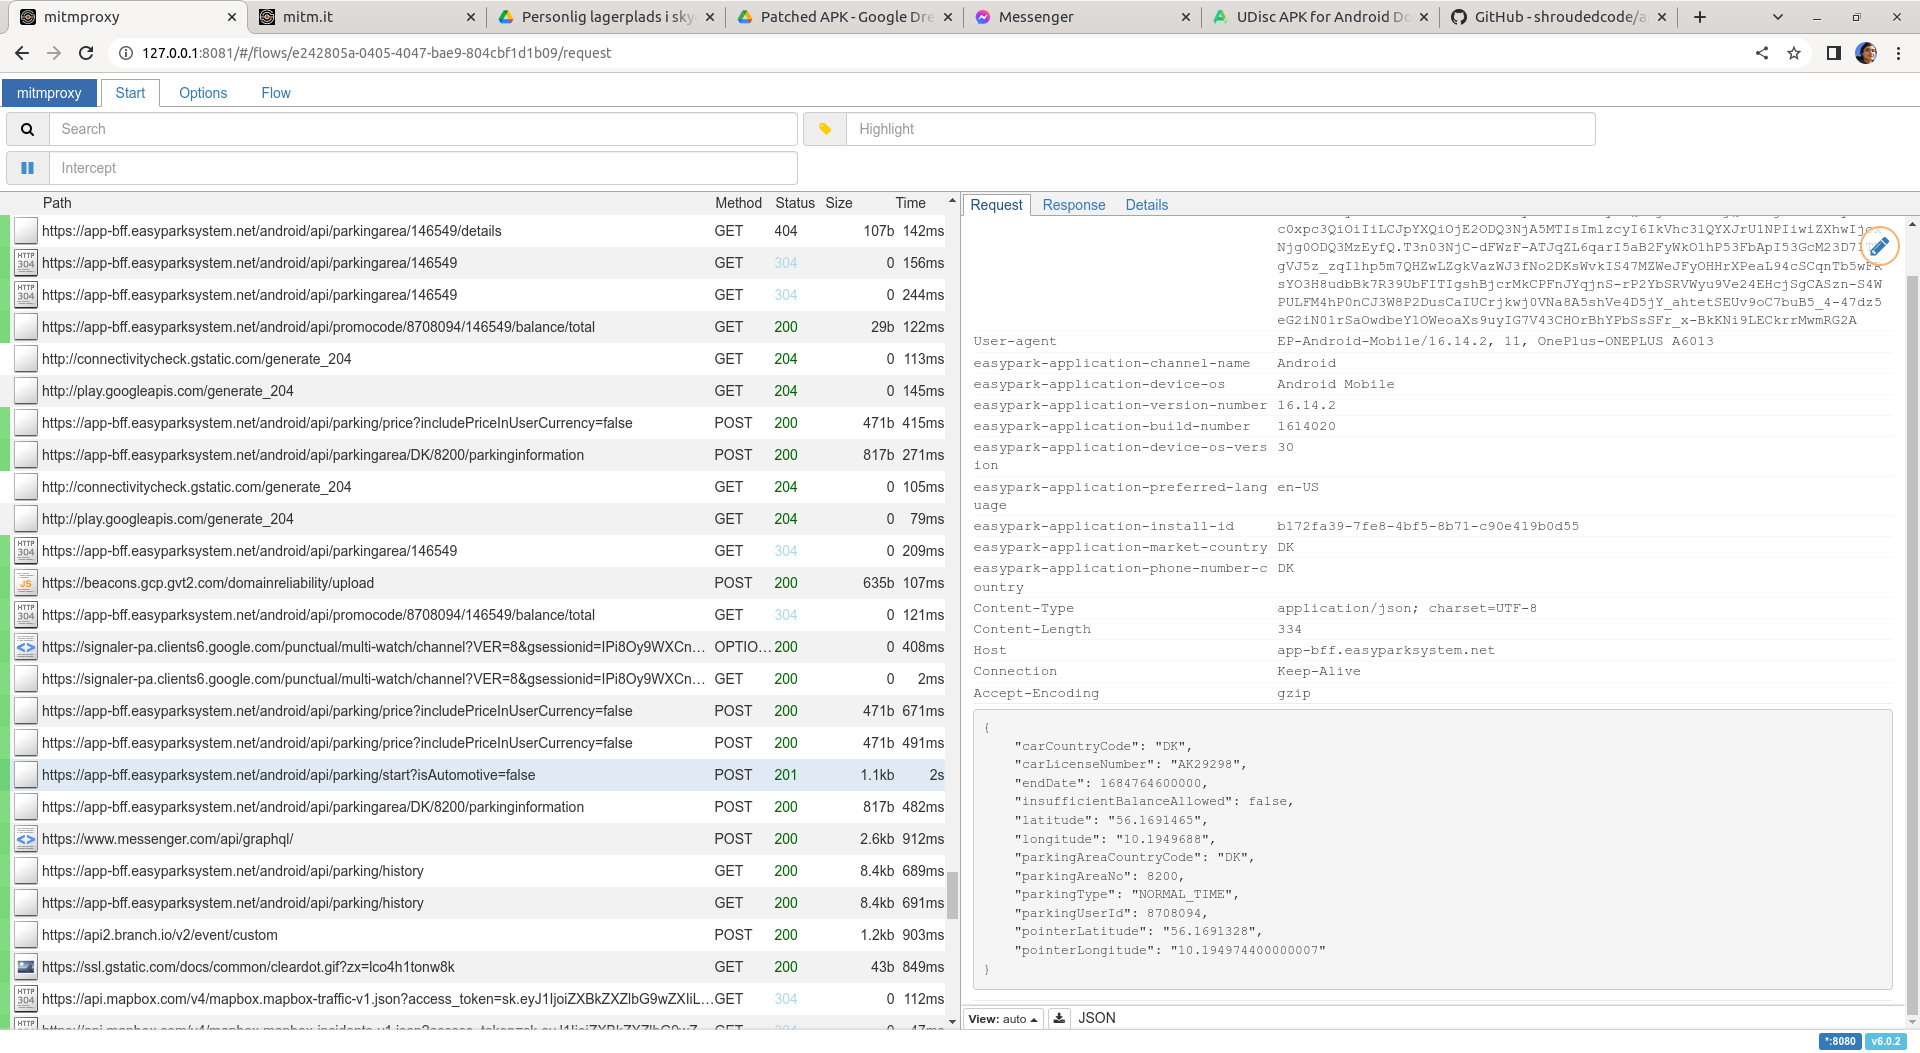 mitmproxy
mitm.it
Personlig lagerplads i sky
Patched APK - Google Dr
Messenger
UDisc APK for Android D
GitHub - shroudedcode/a
127.0.0.1:8081/#/flows/e242805a-0405-4047-bae9-804cbf1d1b09/request
mitmproxy Start Options Flow
Search Highlight
Intercept
Path Method Status Size Time
https://app-bff.easyparksystem.net/android/api/parkingarea/146549/details GET 404 107b 142ms
https://app-bff.easyparksystem.net/android/api/parkingarea/146549 GET 304 0 156ms
https://app-bff.easyparksystem.net/android/api/parkingarea/146549 GET 304 0 244ms
https://app-bff.easyparksystem.net/android/api/promocode/8708094/146549/balance/total GET 200 29b 122ms
http://connectivitycheck.gstatic.com/generate_204 GET 204 0 113ms
http://play.googleapis.com/generate_204 GET 204 0 145ms
https://app-bff.easyparksystem.net/android/api/parking/price?includePriceInUserCurrency=false POST 200 471b 415ms
https://app-bff.easyparksystem.net/android/api/parkingarea/DK/8200/parkinginformation POST 200 817b 271ms
http://connectivitycheck.gstatic.com/generate_204 GET 204 0 105ms
http://play.googleapis.com/generate_204 GET 204 0 79ms
https://app-bff.easyparksystem.net/android/api/parkingarea/146549 GET 304 0 209ms
https://beacons.gcp.gvt2.com/domainreliability/upload POST 200 635b 107ms
https://app-bff.easyparksystem.net/android/api/promocode/8708094/146549/balance/total GET 304 0 121ms
https://signaler-pa.clients6.google.com/punctual/multi-watch/channel?VER=8&gsessionid=IPi8Oy9WXCn... OPTIO... 200 0 408ms
https://signaler-pa.clients6.google.com/punctual/multi-watch/channel?VER=8&gsessionid=IPi8Oy9WXCn... GET 200 0 2ms
https://app-bff.easyparksystem.net/android/api/parking/price?includePriceInUserCurrency=false POST 200 471b 671ms
https://app-bff.easyparksystem.net/android/api/parking/price?includePriceInUserCurrency=false POST 200 471b 491ms
https://app-bff.easyparksystem.net/android/api/parking/start?isAutomotive=false POST 201 1.1kb 2s
https://app-bff.easyparksystem.net/android/api/parkingarea/DK/8200/parkinginformation POST 200 817b 482ms
https://www.messenger.com/api/graphql/ POST 200 2.6kb 912ms
https://app-bff.easyparksystem.net/android/api/parking/history GET 200 8.4kb 689ms
https://app-bff.easyparksystem.net/android/api/parking/history GET 200 8.4kb 691ms
https://api2.branch.io/v2/event/custom POST 200 1.2kb 903ms
https://ssl.gstatic.com/docs/common/cleardot.gif?zx=lco4h1tonw8k GET 200 43b 849ms
https://api.mapbox.com/v4/mapbox.mapbox-traffic-v1.json?access_token=sk.eyJ1IjoiZXBkZXZlbG9wZXIiL... GET 304 0 112ms
Request Response Details
User-agent EP-Android-Mobile/16.14.2, 11, OnePlus-ONEPLUS A6013
easypark-application-channel-name Android
easypark-application-device-os Android Mobile
easypark-application-version-number 16.14.2
easypark-application-build-number 1614020
easypark-application-device-os-vers 30
ion
easypark-application-preferred-lang en-US
uage
easypark-application-install-id b172fa39-7fe8-4bf5-8b71-c90e419b0d55
easypark-application-market-country DK
easypark-application-phone-number-c DK
ountry
Content-Type application/json; charset=UTF-8
Content-Length 334
Host app-bff.easyparksystem.net
Connection Keep-Alive
Accept-Encoding gzip
{
"carCountryCode": "DK",
"carLicenseNumber": "AK29298",
"endDate": 1684764600000,
"insufficientBalanceAllowed": false,
"latitude": "56.1691465",
"longitude": "10.1949688",
"parkingAreaCountryCode": "DK",
"parkingAreaNo": 8200,
"parkingType": "NORMAL_TIME",
"parkingUserId": 8708094,
"pointerLatitude": "56.1691328",
"pointerLongitude": "10.194974400000007"
}
View: auto JSON
*:8080 v6.0.2